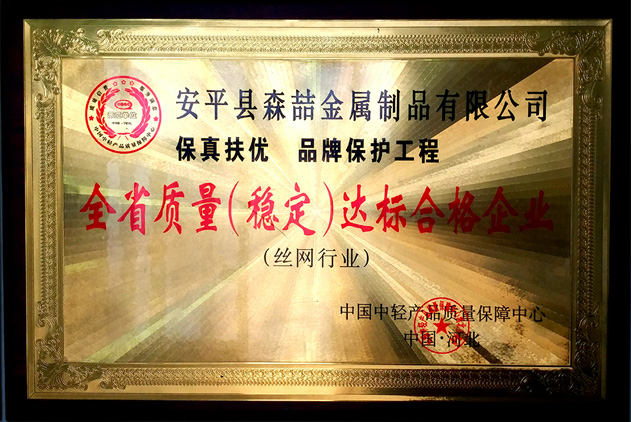 安平县森喆金属制品有限公司
保真扶优 品牌保护工程
全省质量(稳定)达标合格企业
(丝网行业)
中国中轻产品质量保障中心
中国·河北